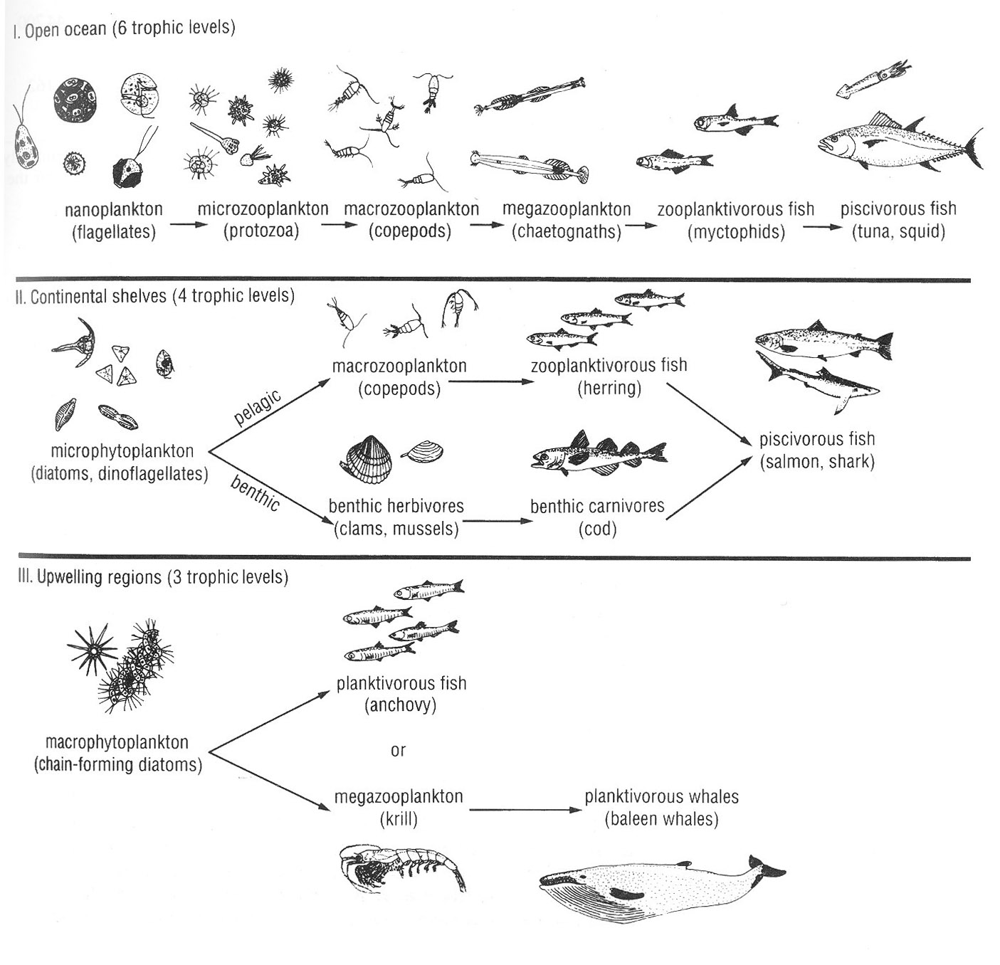 I. Open ocean (6 trophic levels)
nanoplankton
(flagellates)
microzooplankton
(protozoa)
macrozooplankton
(copepods)
megazooplankton
(chaetognaths)
zooplanktivorous fish
(myctophids)
piscivorous fish
(tuna, squid)
II. Continental shelves (4 trophic levels)
microphytoplankton
(diatoms, dinoflagellates)
pelagic
macrozooplankton
(copepods)
zooplanktivorous fish
(herring)
benthic
benthic herbivores
(clams, mussels)
benthic carnivores
(cod)
piscivorous fish
(salmon, shark)
III. Upwelling regions (3 trophic levels)
macrophytoplankton
(chain-forming diatoms)
planktivorous fish
(anchovy)
or
megazooplankton
(krill)
planktivorous whales
(baleen whales)